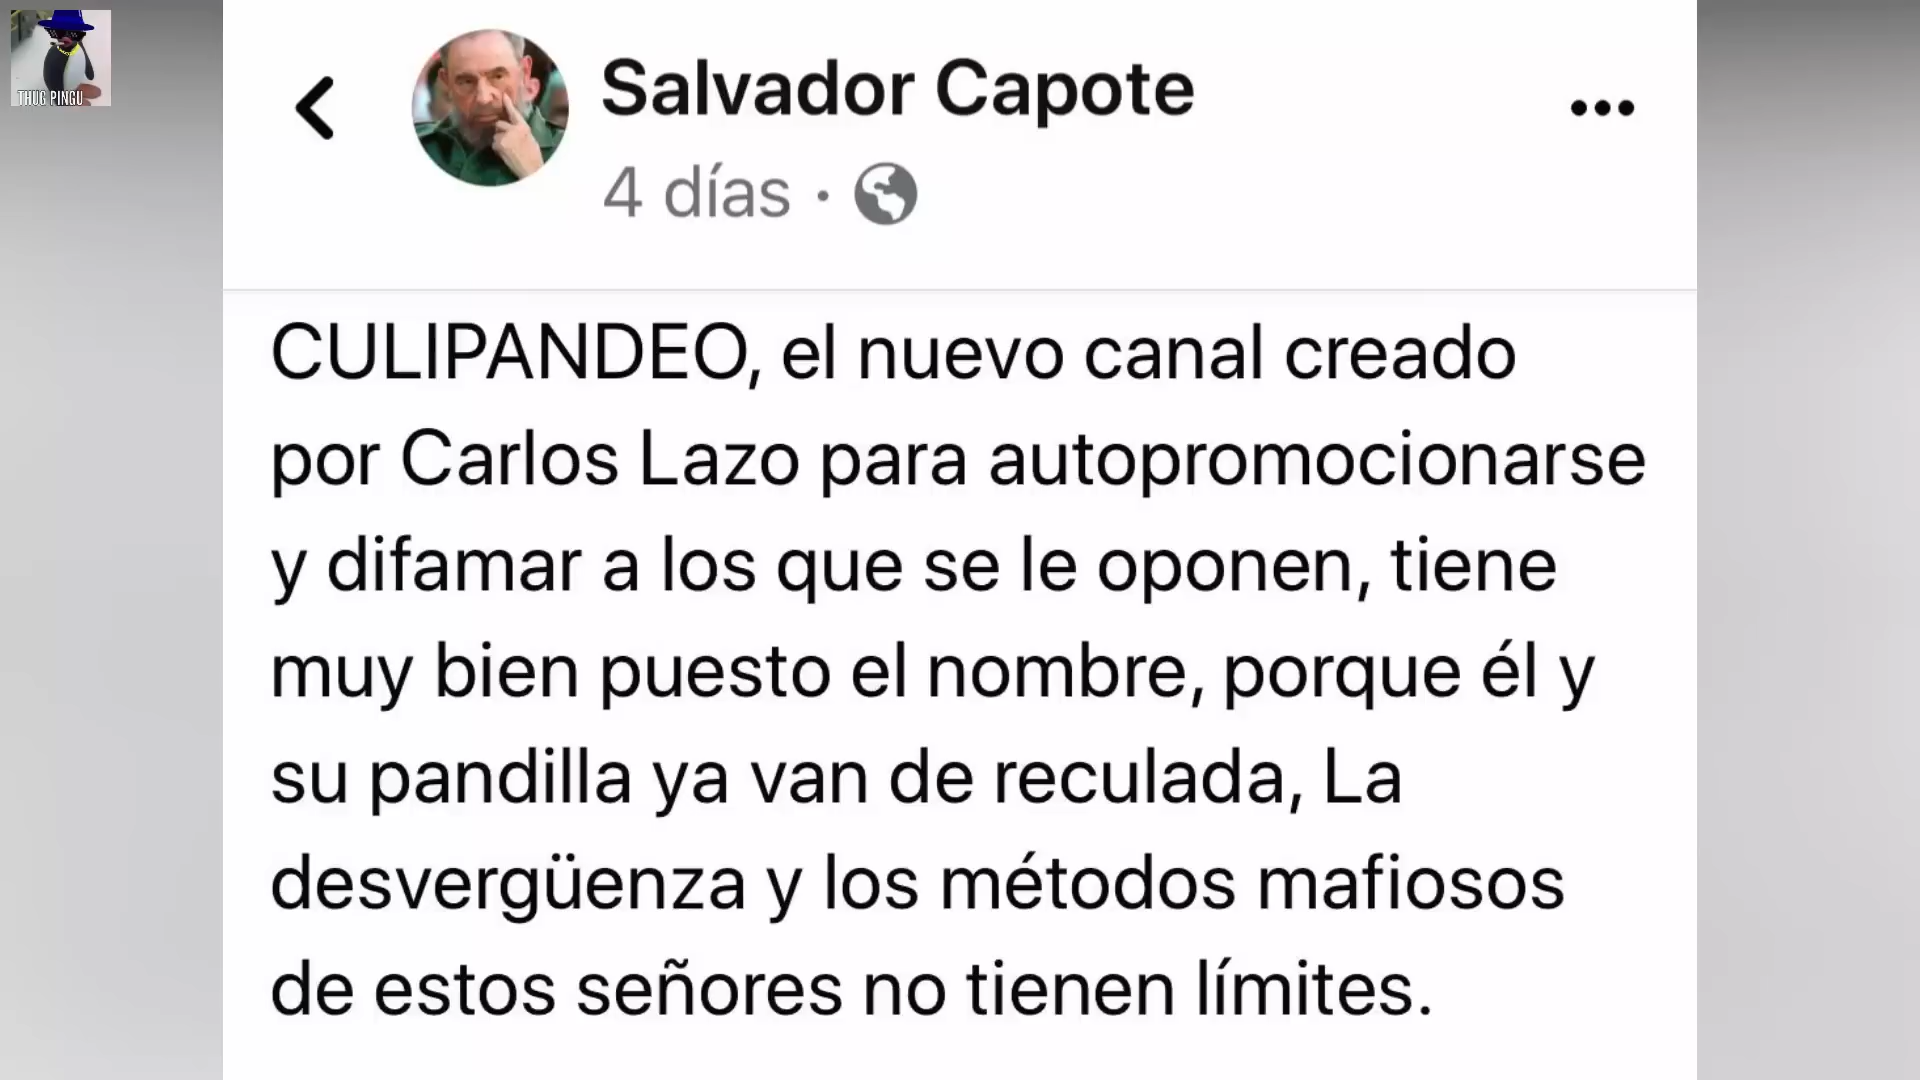 THUG PINGU
Salvador Capote
4 días ·
CULIPANDEO, el nuevo canal creado
por Carlos Lazo para autopromocionarse
y difamar a los que se le oponen, tiene
muy bien puesto el nombre, porque él y
su pandilla ya van de reculada, La
desvergüenza y los métodos mafiosos
de estos señores no tienen límites.